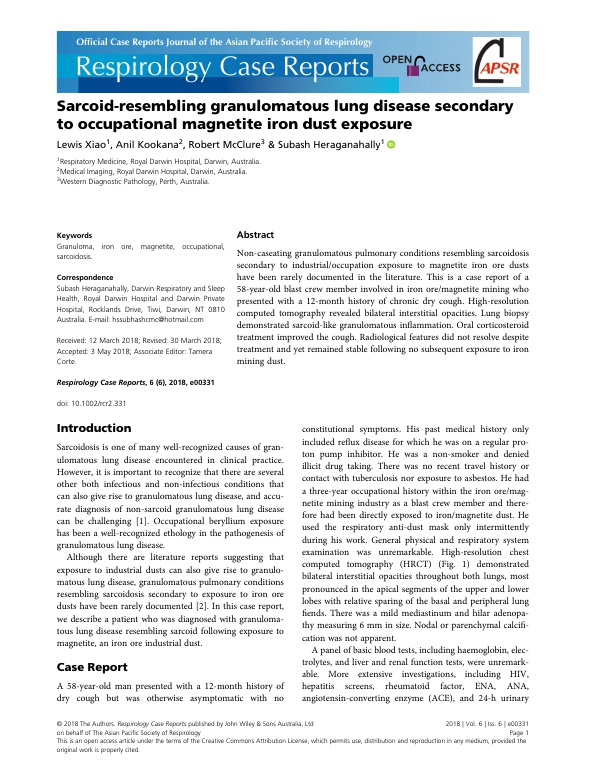 Official Case Reports Journal of the Asian Pacific Society of Respirology
Respirology Case Reports
OPEN ACCESS
APSR
Sarcoid-resembling granulomatous lung disease secondary
to occupational magnetite iron dust exposure
Lewis Xiao1, Anil Kookana2, Robert McClure3 & Subash Heraganahally1
1Respiratory Medicine, Royal Darwin Hospital, Darwin, Australia.
2Medical Imaging, Royal Darwin Hospital, Darwin, Australia.
3Western Diagnostic Pathology, Perth, Australia.
Keywords
Granuloma, iron ore, magnetite, occupational,
sarcoidosis.
Correspondence
Subash Heraganahally, Darwin Respiratory and Sleep
Health, Royal Darwin Hospital and Darwin Private
Hospital, Rocklands Drive, Tiwi, Darwin, NT 0810
Australia. E-mail: hssubhashcmc@hotmail.com
Received: 12 March 2018; Revised: 30 March 2018;
Accepted: 3 May 2018; Associate Editor: Tamera
Corte.
Respirology Case Reports, 6 (6), 2018, e00331
doi: 10.1002/rcr2.331
Abstract
Non-caseating granulomatous pulmonary conditions resembling sarcoidosis
secondary to industrial/occupation exposure to magnetite iron ore dusts
have been rarely documented in the literature. This is a case report of a
58-year-old blast crew member involved in iron ore/magnetite mining who
presented with a 12-month history of chronic dry cough. High-resolution
computed tomography revealed bilateral interstitial opacities. Lung biopsy
demonstrated sarcoid-like granulomatous inflammation. Oral corticosteroid
treatment improved the cough. Radiological features did not resolve despite
treatment and yet remained stable following no subsequent exposure to iron
mining dust.
Introduction
Sarcoidosis is one of many well-recognized causes of gran-
ulomatous lung disease encountered in clinical practice.
However, it is important to recognize that there are several
other both infectious and non-infectious conditions that
can also give rise to granulomatous lung disease, and accu-
rate diagnosis of non-sarcoid granulomatous lung disease
can be challenging [1]. Occupational beryllium exposure
has been a well-recognized ethology in the pathogenesis of
granulomatous lung disease.
Although there are literature reports suggesting that
exposure to industrial dusts can also give rise to granulo-
matous lung disease, granulomatous pulmonary conditions
resembling sarcoidosis secondary to exposure to iron ore
dusts have been rarely documented [2]. In this case report,
we describe a patient who was diagnosed with granuloma-
tous lung disease resembling sarcoid following exposure to
magnetite, an iron ore industrial dust.
Case Report
A 58-year-old man presented with a 12-month history of
dry cough but was otherwise asymptomatic with no
constitutional symptoms. His past medical history only
included reflux disease for which he was on a regular pro-
ton pump inhibitor. He was a non-smoker and denied
illicit drug taking. There was no recent travel history or
contact with tuberculosis nor exposure to asbestos. He had
a three-year occupational history within the iron ore/mag-
netite mining industry as a blast crew member and there-
fore had been directly exposed to iron/magnetite dust. He
used the respiratory anti-dust mask only intermittently
during his work. General physical and respiratory system
examination was unremarkable. High-resolution chest
computed tomography (HRCT) (Fig. 1) demonstrated
bilateral interstitial opacities throughout both lungs, most
pronounced in the apical segments of the upper and lower
lobes with relative sparing of the basal and peripheral lung
fiends. There was a mild mediastinum and hilar adenopa-
thy measuring 6 mm in size. Nodal or parenchymal calcifi-
cation was not apparent.
A panel of basic blood tests, including haemoglobin, elec-
trolytes, and liver and renal function tests, were unremark-
able. More extensive investigations, including HIV,
hepatitis screens, rheumatoid factor, ENA, ANA,
angiotensin-converting enzyme (ACE), and 24-h urinary
© 2018 The Authors. Respirology Case Reports published by John Wiley & Sons Australia, Ltd
on behalf of The Asian Pacific Society of Respirology
2018 | Vol. 6 | Iss. 6 | e00331
Page 1
This is an open access article under the terms of the Creative Commons Attribution License, which permits use, distribution and reproduction in any medium, provided the
original work is properly cited.